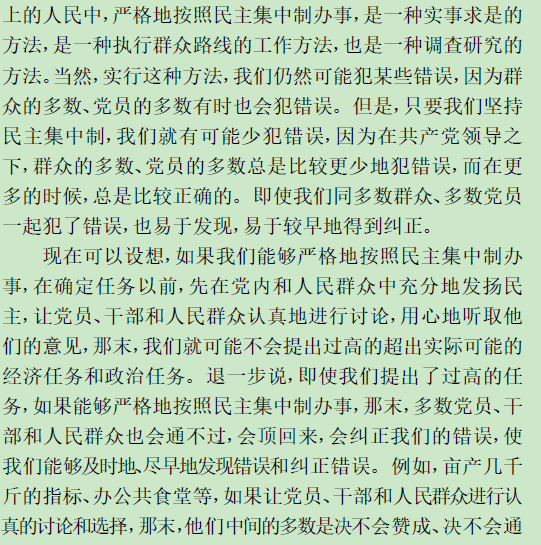 上的人民中，严格地按照民主集中制办事，是一种实事求是的
方法，是一种执行群众路线的工作方法，也是一种调查研究的
方法。当然，实行这种方法，我们仍然可能犯某些错误，因为群
众的多数、党员的多数有时也会犯错误。但是，只要我们坚持
民主集中制，我们就有可能少犯错误，因为在共产党领导之
下，群众的多数、党员的多数总是比较更少地犯错误，而在更
多的时候，总是比较正确的。即使我们同多数群众、多数党员
一起犯了错误，也易于发现，易于较早地得到纠正。
现在可以设想，如果我们能够严格地按照民主集中制办
事，在确定任务以前，先在党内和人民群众中充分地发扬民
主，让党员、干部和人民群众认真地进行讨论，用心地听取他
们的意见，那末，我们就可能不会提出过高的超出实际可能的
经济任务和政治任务。退一步说，即使我们提出了过高的任
务，如果能够严格地按照民主集中制办事，那末，多数党员、干
部和人民群众也会通不过，会顶回来，会纠正我们的错误，使
我们能够及时地、尽早地发现错误和纠正错误。例如，亩产几千
斤的指标、办公共食堂等，如果让党员、干部和人民群众进行认
真的讨论和选择，那末，他们中间的多数是决不会赞成、决不会通